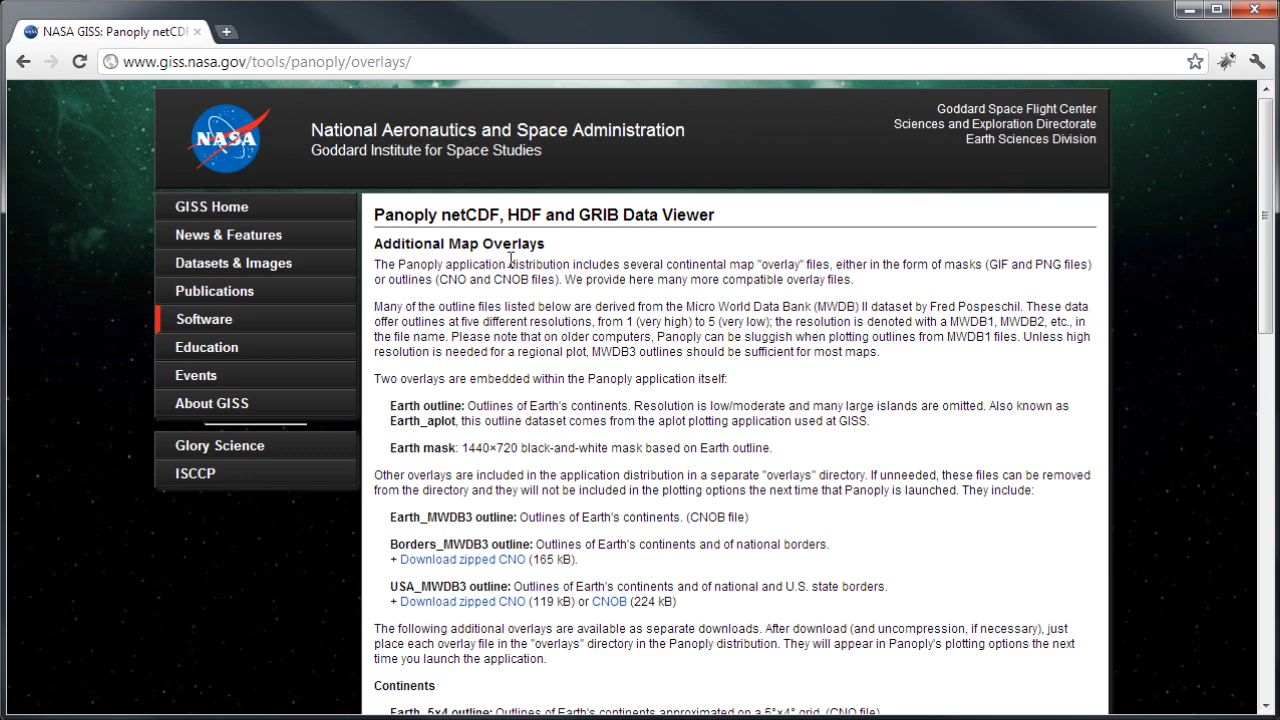 NASA GISS: Panoply netCDF
www.giss.nasa.gov/tools/panoply/overlays/
NASA
National Aeronautics and Space Administration
Goddard Institute for Space Studies
Goddard Space Flight Center
Sciences and Exploration Directorate
Earth Sciences Division
GISS Home
News & Features
Datasets & Images
Publications
Software
Education
Events
About GISS
Glory Science
ISCCP
Panoply netCDF, HDF and GRIB Data Viewer
Additional Map Overlays
The Panoply application distribution includes several continental map "overlay" files, either in the form of masks (GIF and PNG files)
or outlines (CNO and CNOB files). We provide here many more compatible overlay files.
Many of the outline files listed below are derived from the Micro World Data Bank (MWDB) II dataset by Fred Pospeschil. These data
offer outlines at five different resolutions, from 1 (very high) to 5 (very low); the resolution is denoted with a MWDB1, MWDB2, etc., in
the file name. Please note that on older computers, Panoply can be sluggish when plotting outlines from MWDB1 files. Unless high
resolution is needed for a regional plot, MWDB3 outlines should be sufficient for most maps.
Two overlays are embedded within the Panoply application itself:
Earth outline: Outlines of Earth's continents. Resolution is low/moderate and many large islands are omitted. Also known as
Earth_aplot, this outline dataset comes from the aplot plotting application used at GISS.
Earth mask: 1440×720 black-and-white mask based on Earth outline.
Other overlays are included in the application distribution in a separate "overlays" directory. If unneeded, these files can be removed
from the directory and they will not be included in the plotting options the next time that Panoply is launched. They include:
Earth_MWDB3 outline: Outlines of Earth's continents. (CNOB file)
Borders_MWDB3 outline: Outlines of Earth's continents and of national borders.
+ Download zipped CNO (165 kB).
USA_MWDB3 outline: Outlines of Earth's continents and of national and U.S. state borders.
+ Download zipped CNO (119 kB) or CNOB (224 kB)
The following additional overlays are available as separate downloads. After download (and uncompression, if necessary), just
place each overlay file in the "overlays" directory in the Panoply distribution. They will appear in Panoply's plotting options the next
time you launch the application.
Continents
Earth_5x4 outline: Outlines of Earth's continents approximated on a 5°×4° grid. (CNO file)